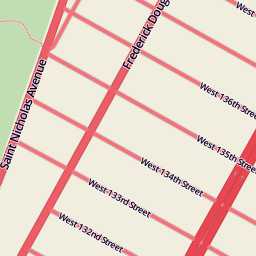 West
Frederick Doug
West 136th Stree
West 135th Street
Saint Nicholas Avenue
West 134th Street
West 133rd Street
West 132nd Street